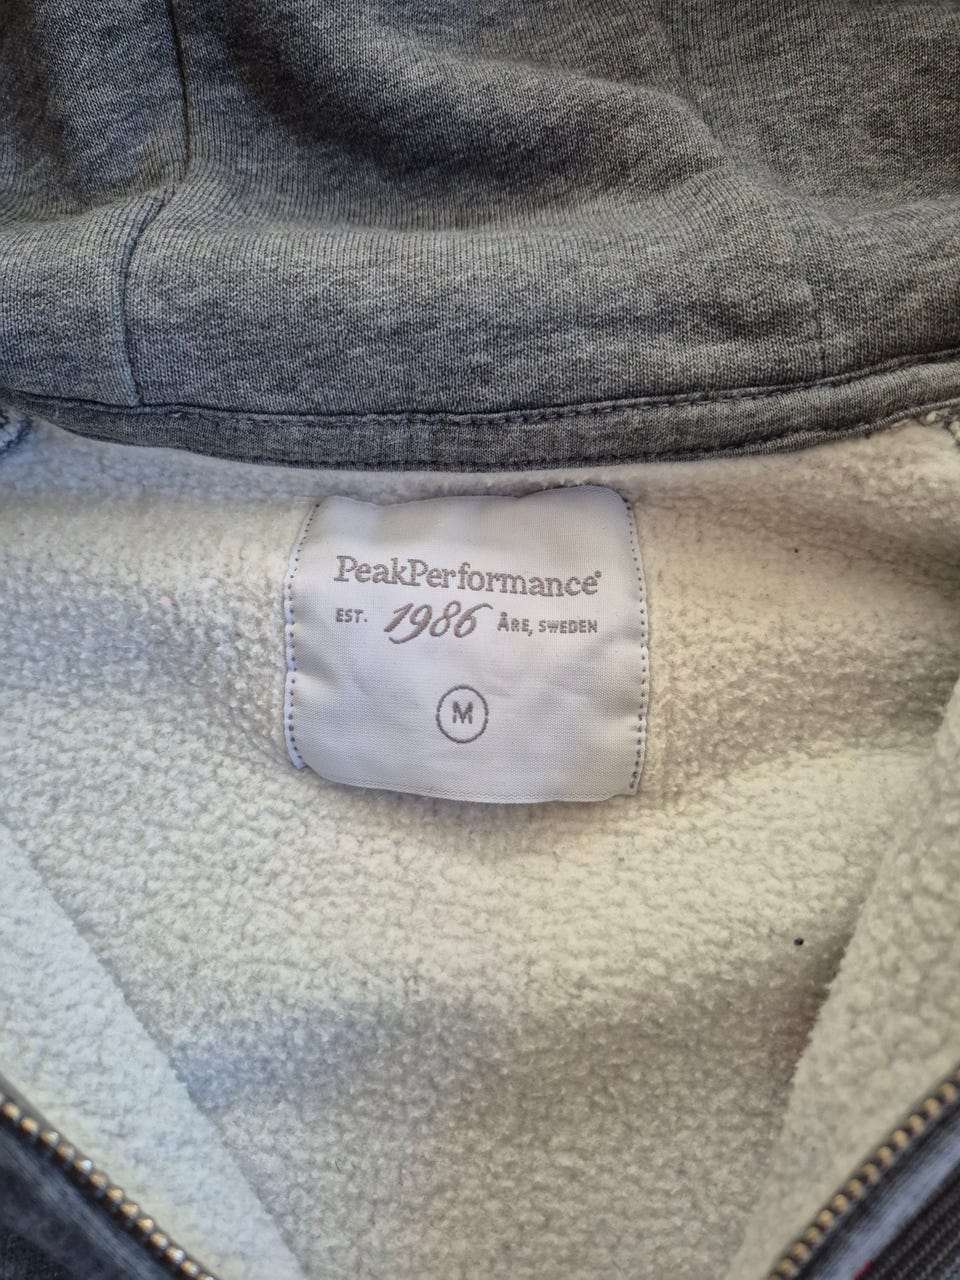 PeakPerformance®
EST. 1986 ÅRE, SWEDEN
M